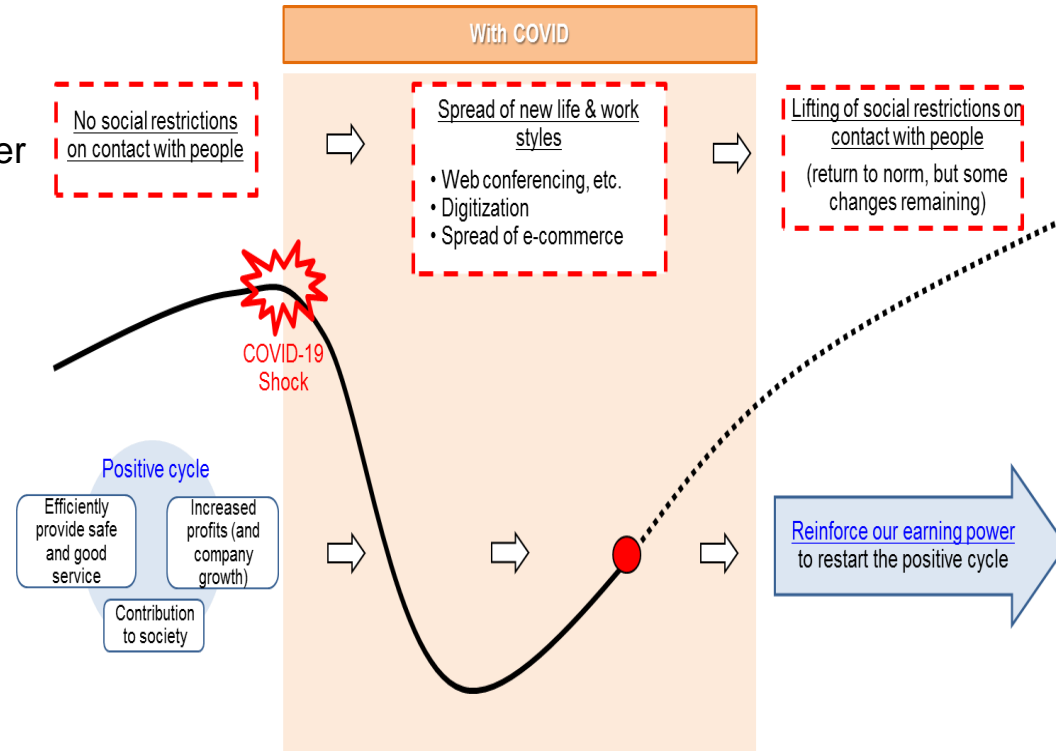 With COVID
er
No social restrictions
on contact with people
Spread of new life & work
styles
• Web conferencing, etc.
• Digitization
• Spread of e-commerce
Lifting of social restrictions on
contact with people
(return to norm, but some
changes remaining)
COVID-19
Shock
Positive cycle
Efficiently
provide safe
and good
service
Increased
profits (and
company
growth)
Contribution
to society
Reinforce our earning power
to restart the positive cycle